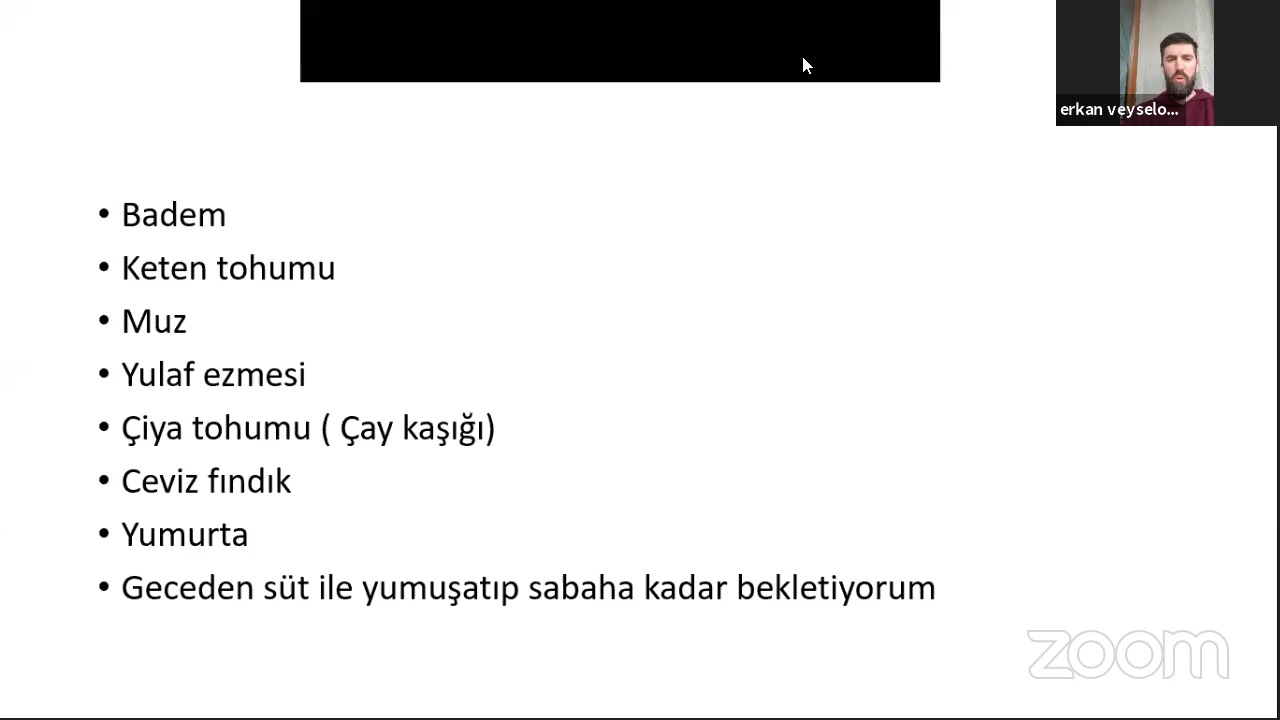 erkan veyselo...
• Badem
• Keten tohumu
• Muz
• Yulaf ezmesi
• Çiya tohumu ( Çay kaşığı)
• Ceviz fındık
• Yumurta
• Geceden süt ile yumuşatıp sabaha kadar bekletiyorum
zoom